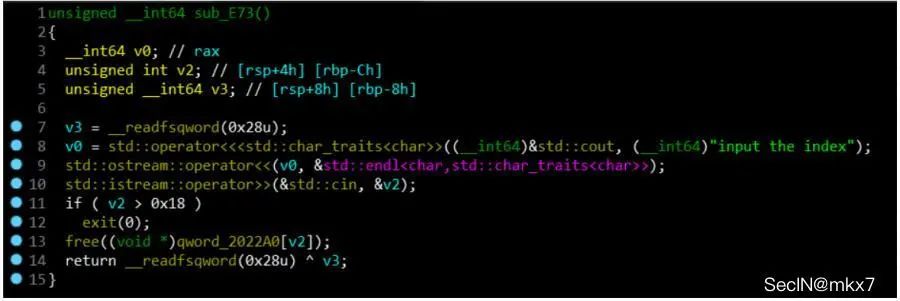 1 unsigned __int64 sub_E73()
2 {
3   __int64 v0; // rax
4   unsigned int v2; // [rsp+4h] [rbp-Ch]
5   unsigned __int64 v3; // [rsp+8h] [rbp-8h]
6
7   v3 = __readfsqword(0x28u);
8   v0 = std::operator<<<std::char_traits<char>>((__int64)&std::cout, (__int64)"input the index");
9   std::ostream::operator<<(v0, &std::endl<char,std::char_traits<char>>);
10   std::istream::operator>>(&std::cin, &v2);
11   if ( v2 > 0x18 )
12     exit(0);
13   free((void *)qword_2022A0[v2]);
14   return __readfsqword(0x28u) ^ v3;
15 }
SecIN@mkx7